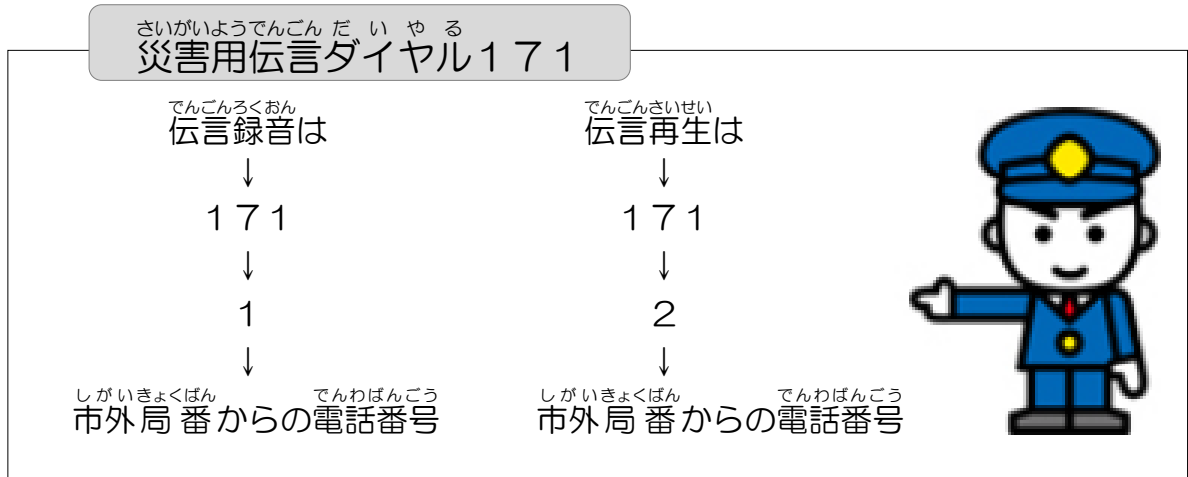 さいがいようでんごんだいやる
災害用伝言ダイヤル１７１
でんごんろくおん
伝言録音は
↓
１７１
↓
１
↓
しがいきょくばん でんわばんごう
市外局番からの電話番号
でんごんさいせい
伝言再生は
↓
１７１
↓
２
↓
しがいきょくばん でんわばんごう
市外局番からの電話番号